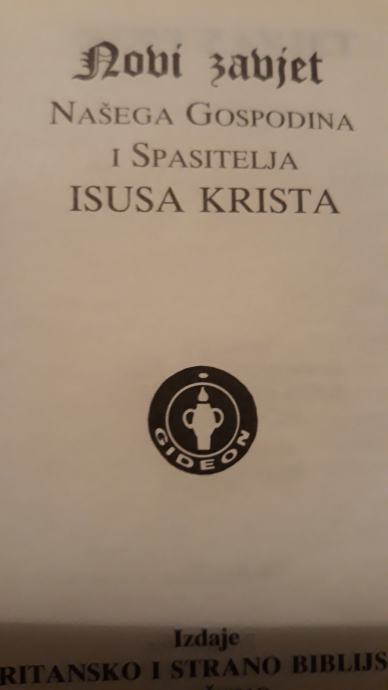 Novi zavjet
NAŠEGA GOSPODINA
I SPASITELJA
ISUSA KRISTA
GIDEON
Izdaje
RITANSKO I STRANO BIBLIJS